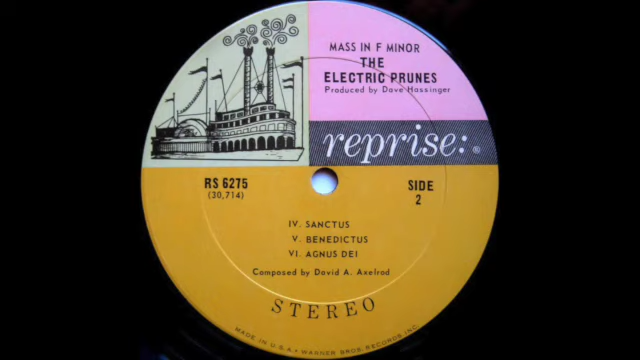 MASS IN F MINOR
THE
ELECTRIC PRUNES
Produced by Dave Hassinger
reprise:®
RS 6275
(30,714)
SIDE
2
IV. SANCTUS
V. BENEDICTUS
VI. AGNUS DEI
Composed by David A. Axelrod
STEREO
MADE IN U.S.A. • WARNER BROS. RECORDS, INC.